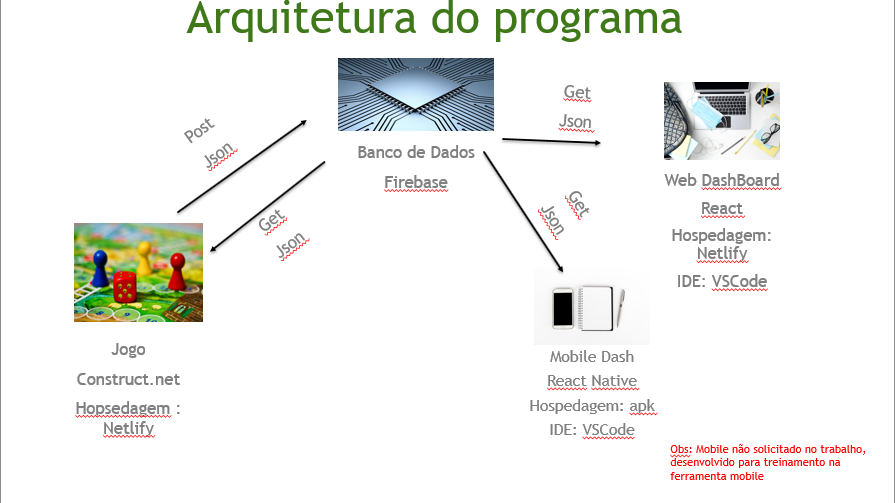 Arquitetura do programa
Post
Json
Get
Json
Banco de Dados
Firebase
Get
Json
Get
Json
Web DashBoard
React
Hospedagem:
Netlify
IDE: VSCode
Jogo
Construct.net
Hopsedagem :
Netlify
Mobile Dash
React Native
Hospedagem: apk
IDE: VSCode
Obs: Mobile não solicitado no trabalho,
desenvolvido para treinamento na
ferramenta mobile